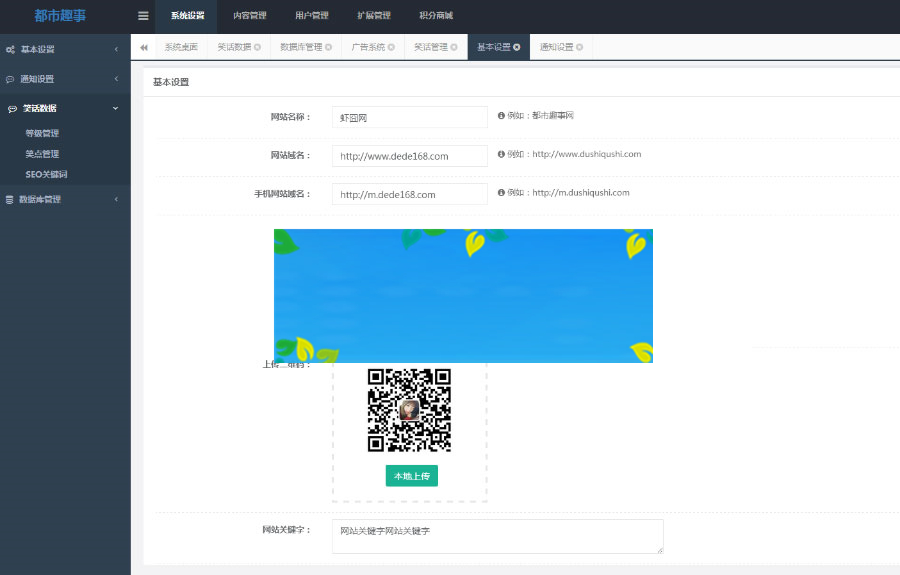 都市趣事
系统设置 内容管理 用户管理 扩展管理 积分商城
基本设置
通知设置
笑话数据
等级管理
笑点管理
SEO关键词
数据库管理
系统桌面 笑话数据 数据库管理 广告系统 笑话管理 基本设置 通知设置
基本设置
网站名称： 虾囧网 例如：都市趣事网
网站域名： http://www.dede168.com 例如：http://www.dushiqushi.com
手机网站域名： http://m.dede168.com 例如：http://m.dushiqushi.com
上传二维码：
本地上传
网站关键字： 网站关键字网站关键字